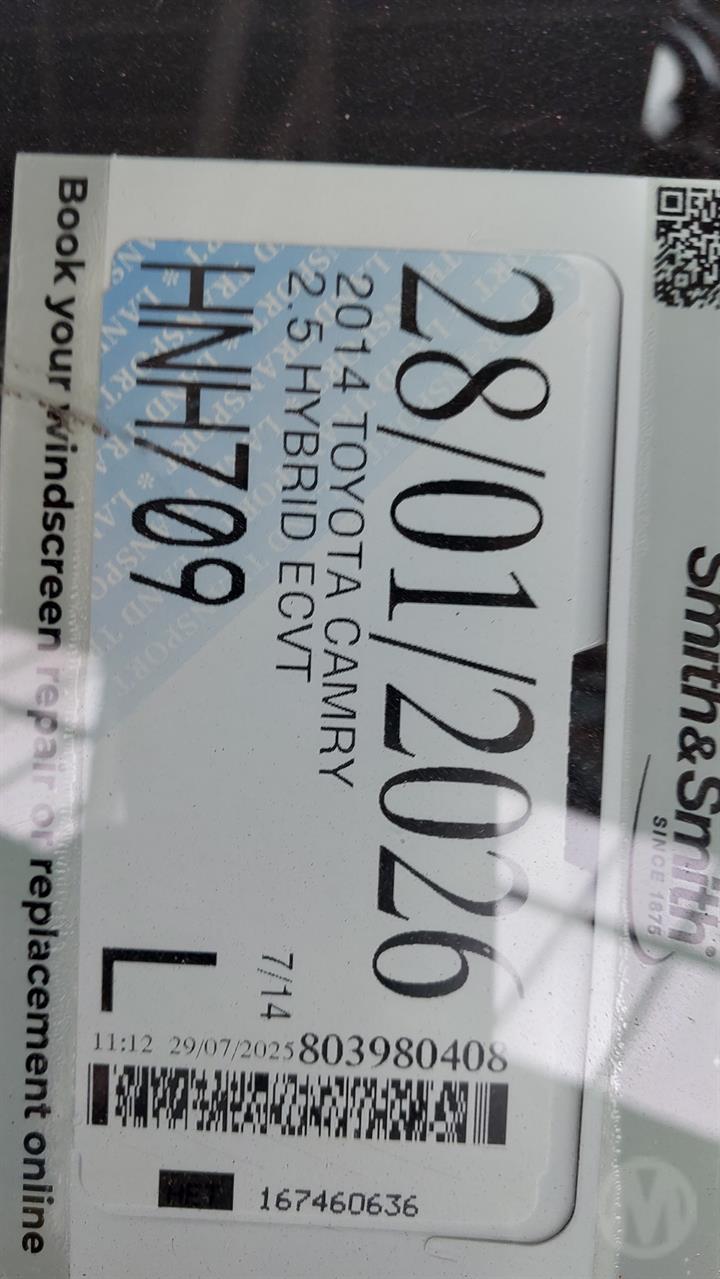 Smith&Smith®
SINCE 1875
28/01/2026
2014 TOYOTA CAMRY
2.5 HYBRID ECVT
7/14
HNH709
L
803980408
11:12 29/07/2025
167460636
Book your windscreen repair or replacement online